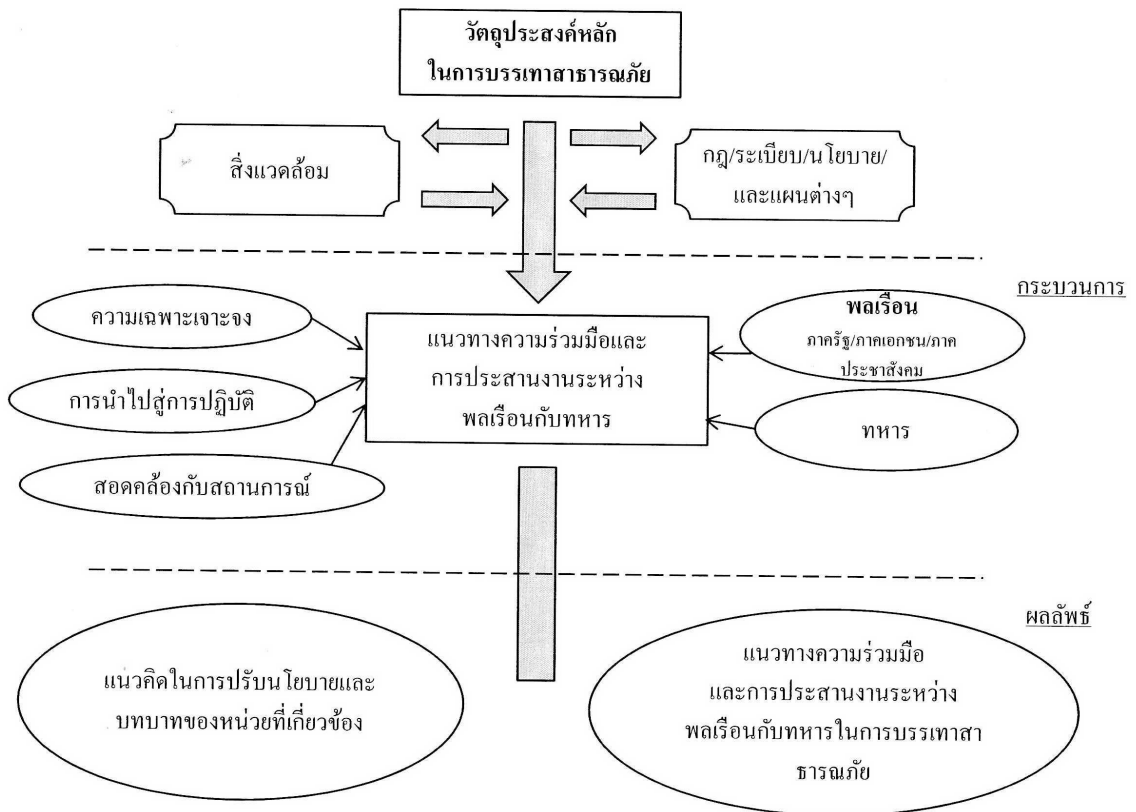 วัตถุประสงค์หลัก
ในการบรรเทาสาธารณภัย
สิ่งแวดล้อม
กฎ/ระเบียบ/นโยบาย/
และแผนต่างๆ
กระบวนการ
ความเฉพาะเจาะจง
การนำไปสู่การปฏิบัติ
สอดคล้องกับสถานการณ์
แนวทางความร่วมมือและ
การประสานงานระหว่าง
พลเรือนกับทหาร
พลเรือน
ภาครัฐ/ภาคเอกชน/ภาค
ประชาสังคม
ทหาร
ผลลัพธ์
แนวคิดในการปรับนโยบายและ
บทบาทของหน่วยที่เกี่ยวข้อง
แนวทางความร่วมมือ
และการประสานงานระหว่าง
พลเรือนกับทหารในการบรรเทาสา
ธารณภัย